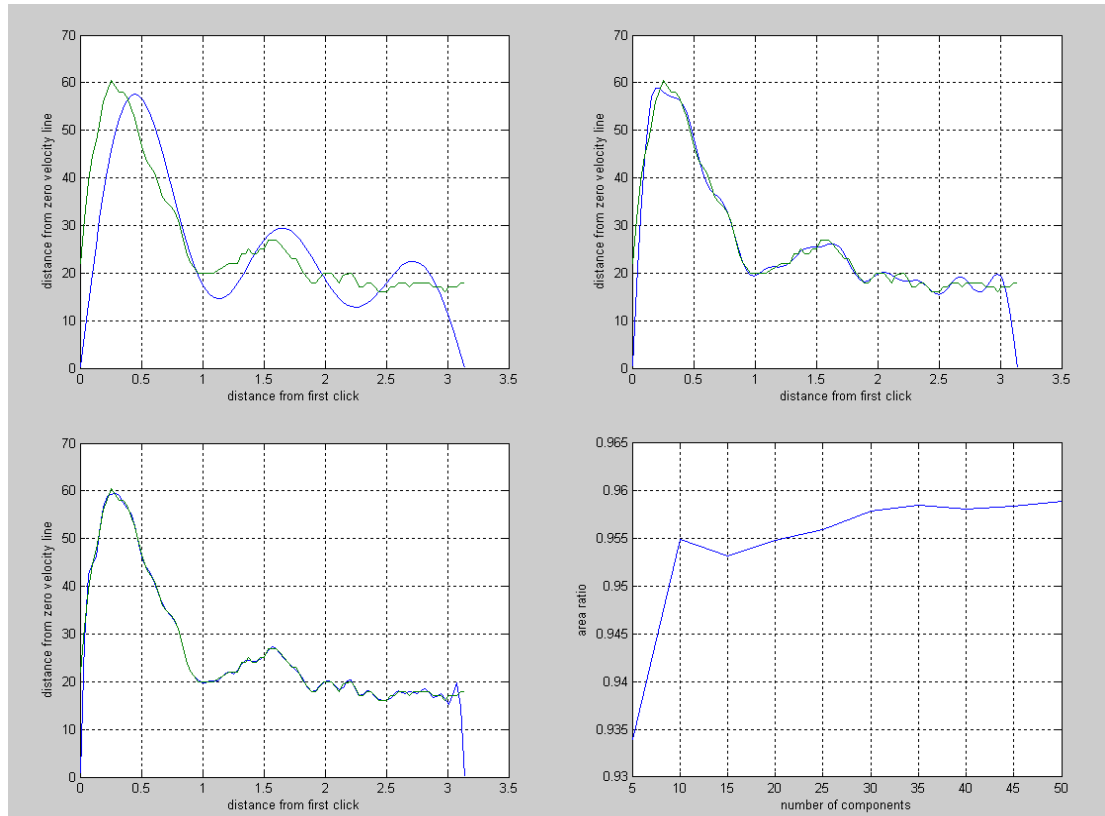 70
60
50
40
30
20
10
0
distance from zero velocity line
0 0.5 1 1.5 2 2.5 3 3.5
distance from first click
70
60
50
40
30
20
10
0
distance from zero velocity line
0 0.5 1 1.5 2 2.5 3 3.5
distance from first click
70
60
50
40
30
20
10
0
distance from zero velocity line
0 0.5 1 1.5 2 2.5 3 3.5
distance from first click
0.965
0.96
0.955
0.95
0.945
0.94
0.935
0.93
area ratio
5 10 15 20 25 30 35 40 45 50
number of components